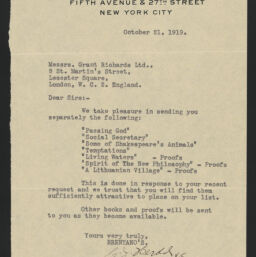 FIFTH AVENUE & 27TH STREET
NEW YORK CITY
October 21, 1919.
Messrs. Grant Richards Ltd.,
8 St. Martin's Street,
Leicester Square,
London, W. C. 2. England.
Dear Sirs:-
We take pleasure in sending you
separately the following:
"Passing God"
"Social Secretary"
"Some of Shakespeare's Animals"
"Temptations"
"Living Waters" - Proofs
"Spirit of The New Philosophy" - Proofs
"A Lithuanian Village" - Proofs
This is done in response to your recent
request and we trust that you will find them
sufficiently attractive to place on your list.
Other books and proofs will be sent
to you as they become available.
Yours very truly,
BRENTANO'S,